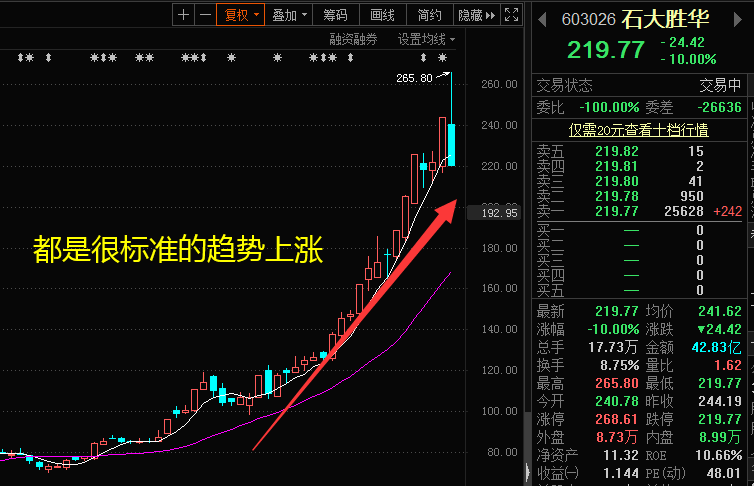 十 一 复权 叠加 筹码 画线 简约 隐藏
融资融券 设置均线
265.80
260.00
240.00
220.00
192.95
180.00
160.00
140.00
120.00
100.00
80.00
都是很标准的趋势上涨
603026 石大胜华
219.77 -24.42
-10.00%
交易状态 交易中
委比 -100.00% 委差 -26636
仅需20元查看十档行情
卖五 219.82 15
卖四 219.81 2
卖三 219.80 41
卖二 219.78 950
卖一 219.77 25628 +242
买一 — 0
买二 — 0
买三 — 0
买四 — 0
买五 — 0
最新 219.77 均价 241.62
涨幅 -10.00% 涨跌 ▼24.42
总手 17.73万 金额 42.83亿
换手 8.75% 量比 1.62
最高 265.80 最低 219.77
今开 240.78 昨收 244.19
涨停 268.61 跌停 219.77
外盘 8.73万 内盘 8.99万
净资产 11.32 ROE 10.66%
收益(一) 1.144 PE(动) 48.01